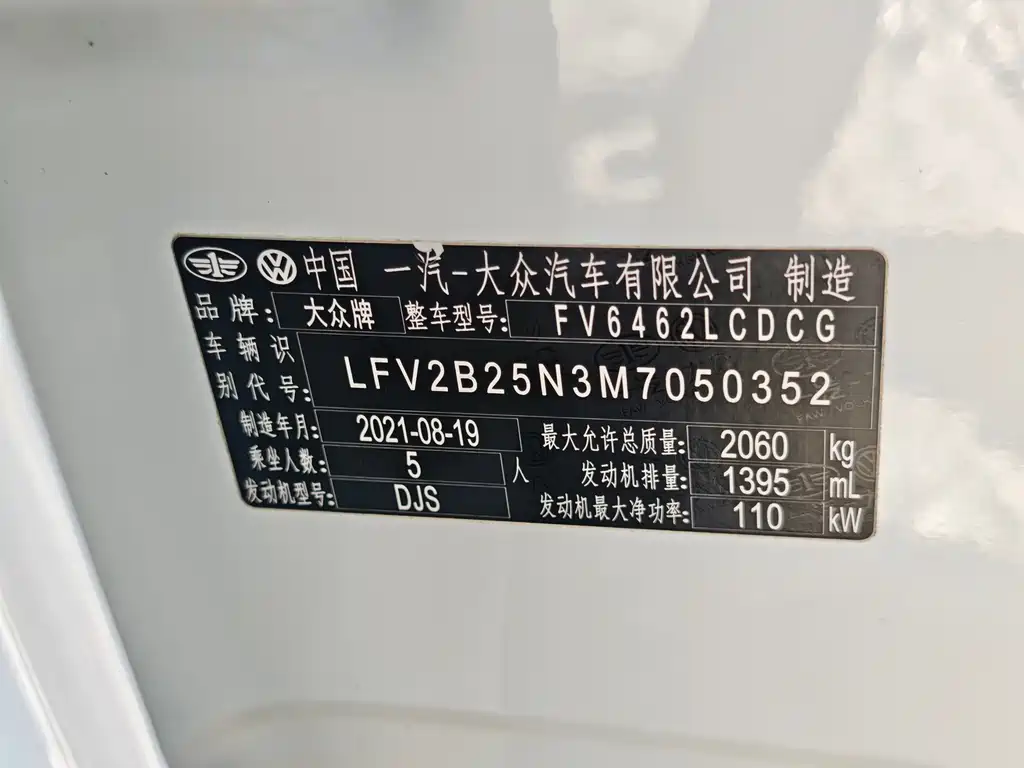 中国 一汽-大众汽车有限公司 制造
品牌: 大众牌 整车型号: FV6462LCDCG
车辆识别代号: LFV2B25N3M7050352
制造年月: 2021-08-19 最大允许总质量: 2060 kg
乘坐人数: 5 人 发动机排量: 1395 mL
发动机型号: DJS 发动机最大净功率: 110 kW